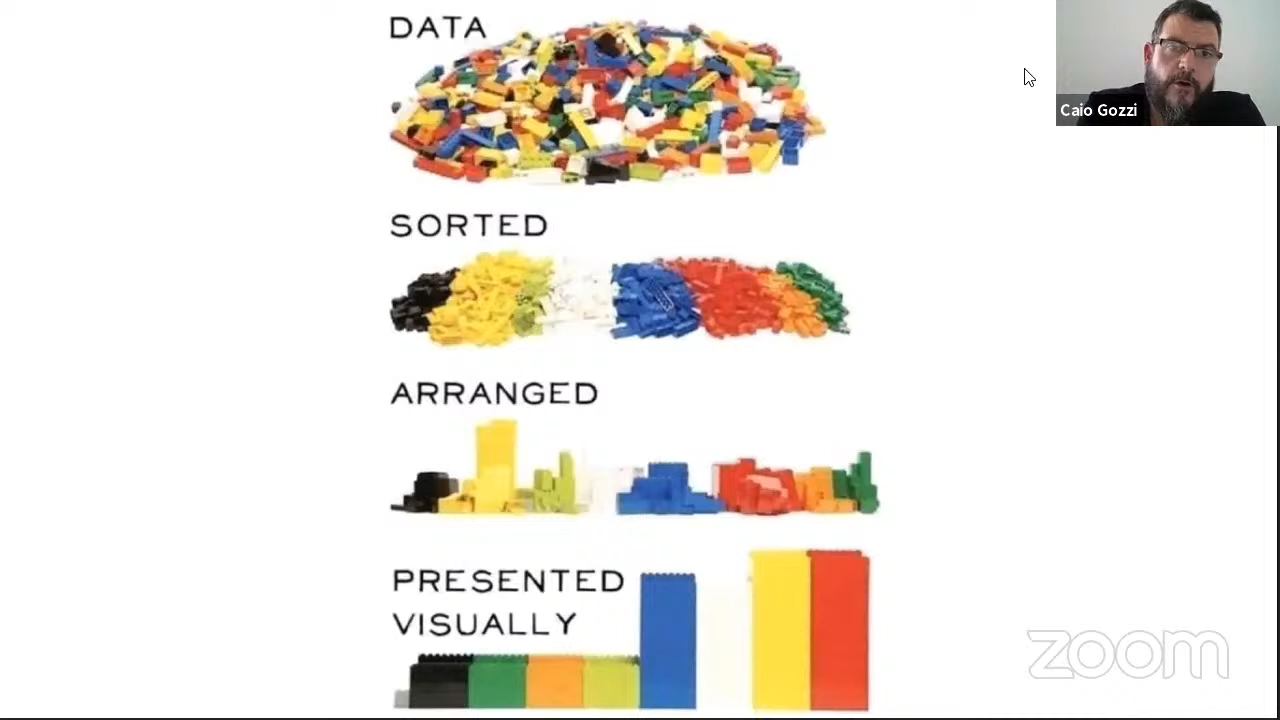 DATA
Caio Gozzi
SORTED
ARRANGED
PRESENTED
VISUALLY
zoom